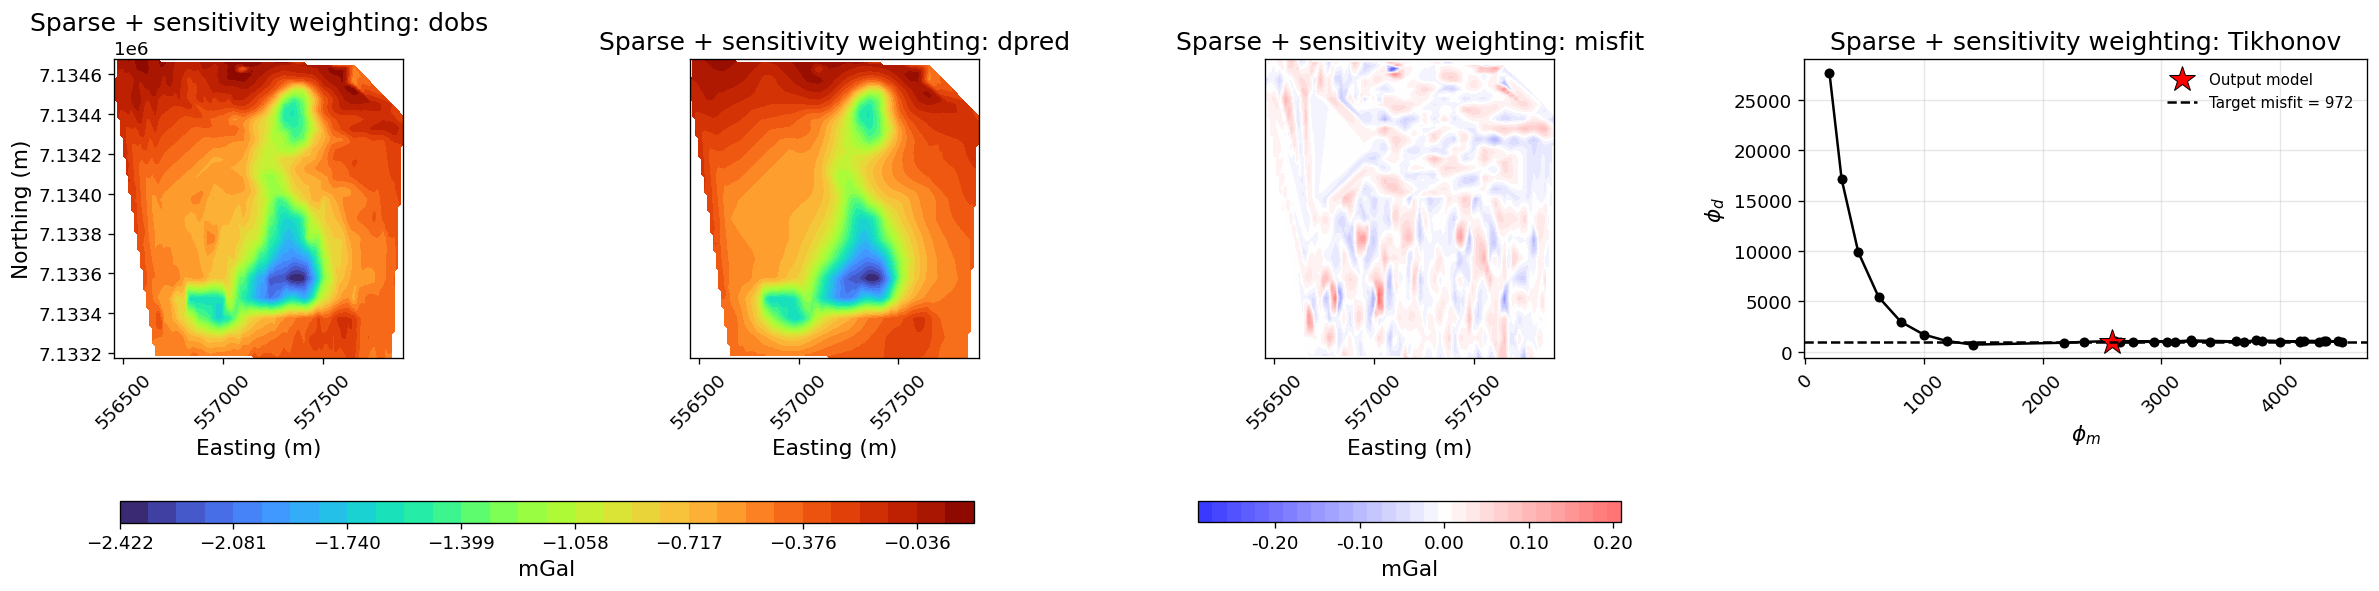 Sparse + sensitivity weighting: dobs
1e6
7.1346
7.1344
7.1342
7.1340
7.1338
7.1336
7.1334
7.1332
Northing (m)
556500
557000
557500
Easting (m)
Sparse + sensitivity weighting: dpred
556500
557000
557500
Easting (m)
−2.422
−2.081
−1.740
−1.399
−1.058
−0.717
−0.376
−0.036
mGal
Sparse + sensitivity weighting: misfit
556500
557000
557500
Easting (m)
-0.20
-0.10
0.00
0.10
0.20
mGal
Sparse + sensitivity weighting: Tikhonov
Output model
Target misfit = 972
25000
20000
15000
10000
5000
0
ϕd
0
1000
2000
3000
4000
ϕm